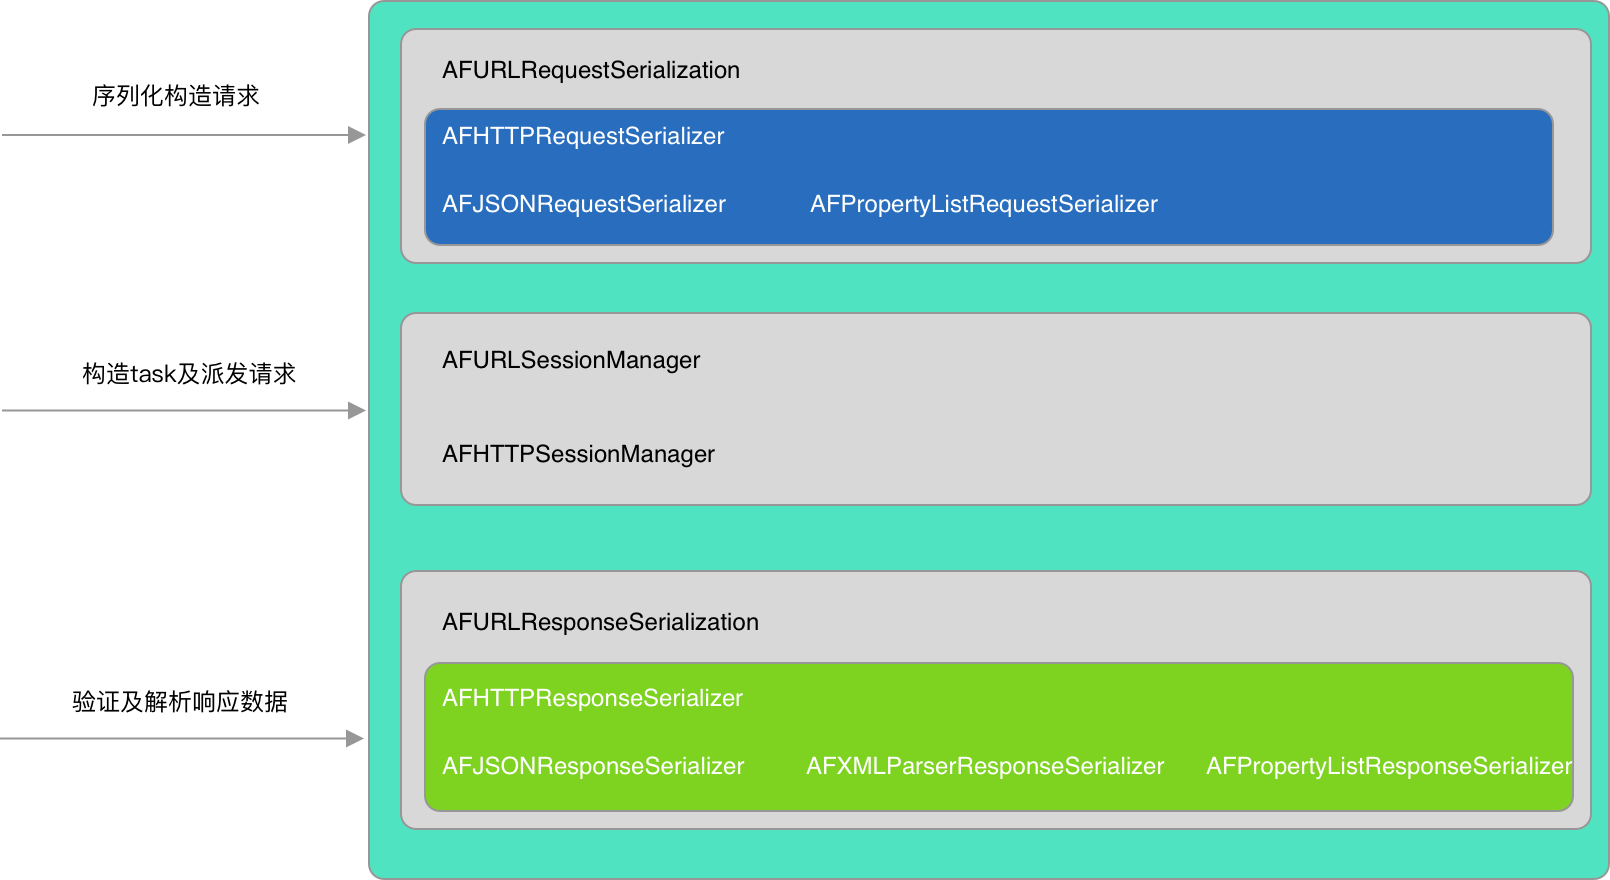 序列化构造请求
AFURLRequestSerialization
AFHTTPRequestSerializer
AFJSONRequestSerializer AFPropertyListRequestSerializer
构造task及派发请求
AFURLSessionManager
AFHTTPSessionManager
验证及解析响应数据
AFURLResponseSerialization
AFHTTPResponseSerializer
AFJSONResponseSerializer AFXMLParserResponseSerializer AFPropertyListResponseSerializer